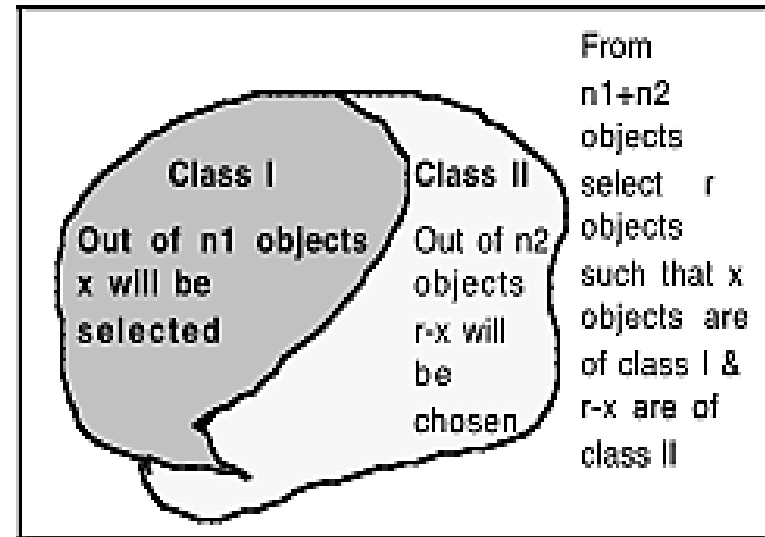 Class I
Out of n1 objects
x will be
selected
Class II
Out of n2
objects
r-x will
be
chosen
From
n1+n2
objects
select r
objects
such that x
objects are
of class I &
r-x are of
class II